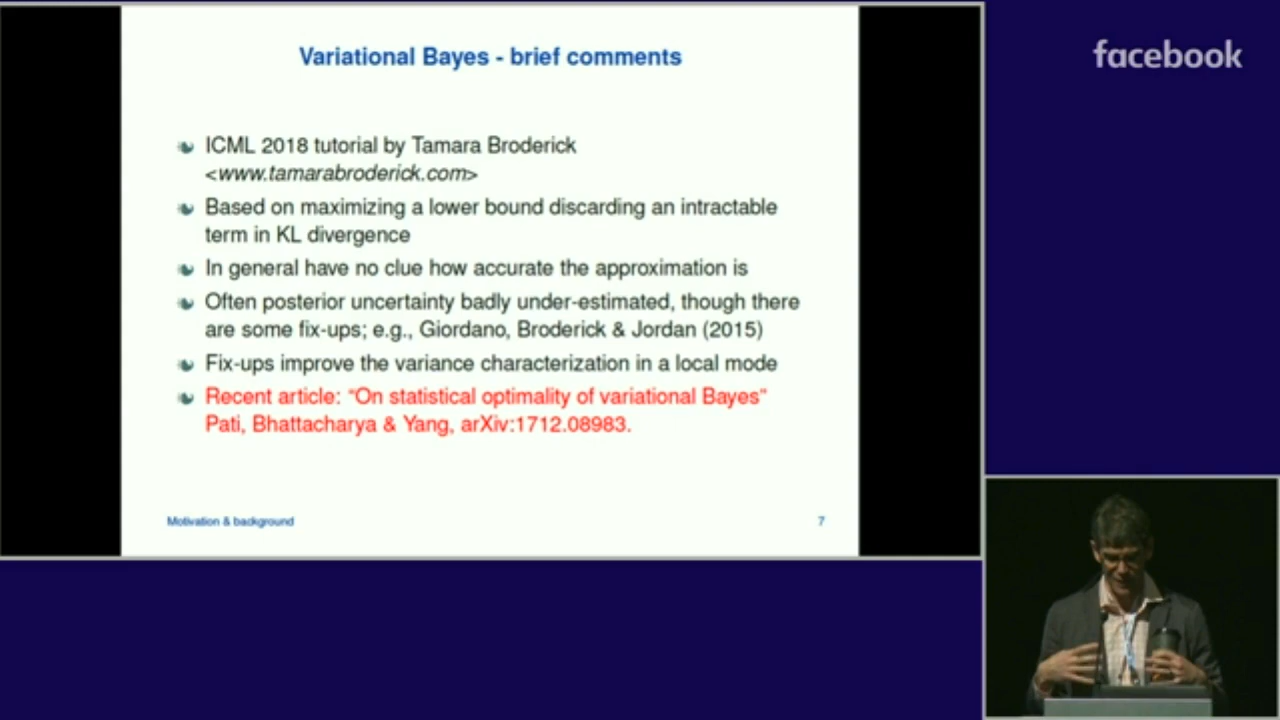 Variational Bayes - brief comments
facebook
ICML 2018 tutorial by Tamara Broderick
<www.tamarabroderick.com>
Based on maximizing a lower bound discarding an intractable
term in KL divergence
In general have no clue how accurate the approximation is
Often posterior uncertainty badly under-estimated, though there
are some fix-ups; e.g., Giordano, Broderick & Jordan (2015)
Fix-ups improve the variance characterization in a local mode
Recent article: "On statistical optimality of variational Bayes"
Pati, Bhattacharya & Yang, arXiv:1712.08983.
Motivation & background
7